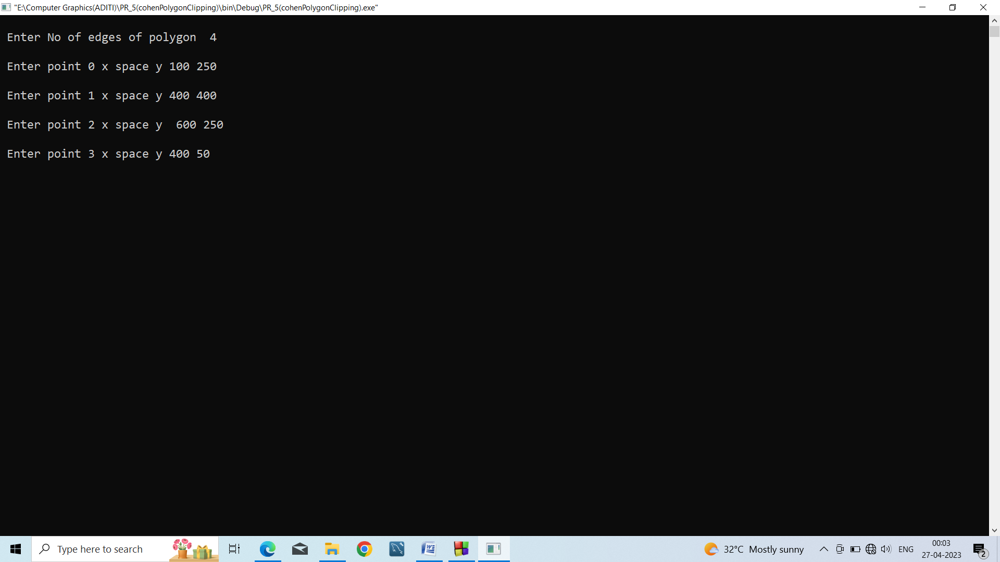 "E:\Computer Graphics(ADITI)\PR_5(cohenPolygonClipping)\bin\Debug\PR_5(cohenPolygonClipping).exe"
Enter No of edges of polygon  4
Enter point 0 x space y 100 250
Enter point 1 x space y 400 400
Enter point 2 x space y  600 250
Enter point 3 x space y 400 50
Type here to search
32°C Mostly sunny
ENG
00:03
27-04-2023
2